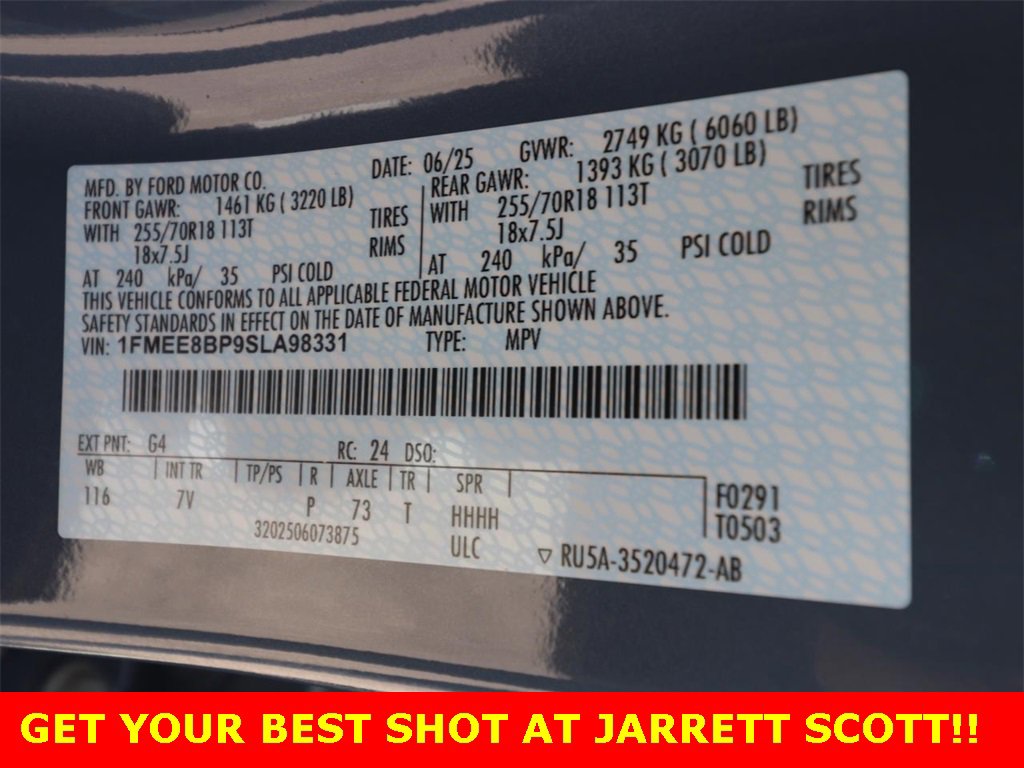 MFD. BY FORD MOTOR CO. DATE: 06/25 GVWR: 2749 KG ( 6060 LB)
FRONT GAWR: 1461 KG ( 3220 LB) REAR GAWR: 1393 KG ( 3070 LB)
WITH 255/70R18 113T TIRES WITH 255/70R18 113T TIRES
18x7.5J RIMS 18x7.5J RIMS
AT 240 kPa/ 35 PSI COLD AT 240 kPa/ 35 PSI COLD
THIS VEHICLE CONFORMS TO ALL APPLICABLE FEDERAL MOTOR VEHICLE
SAFETY STANDARDS IN EFFECT ON THE DATE OF MANUFACTURE SHOWN ABOVE.
VIN: 1FMEE8BP9SLA98331 TYPE: MPV
EXT PNT: G4 RC: 24 DSO:
WB INT TR TP/PS R AXLE TR SPR
116 7V P 73 T HHHH F0291
3202506073875 ULC T0503
RU5A-3520472-AB
GET YOUR BEST SHOT AT JARRETT SCOTT!!